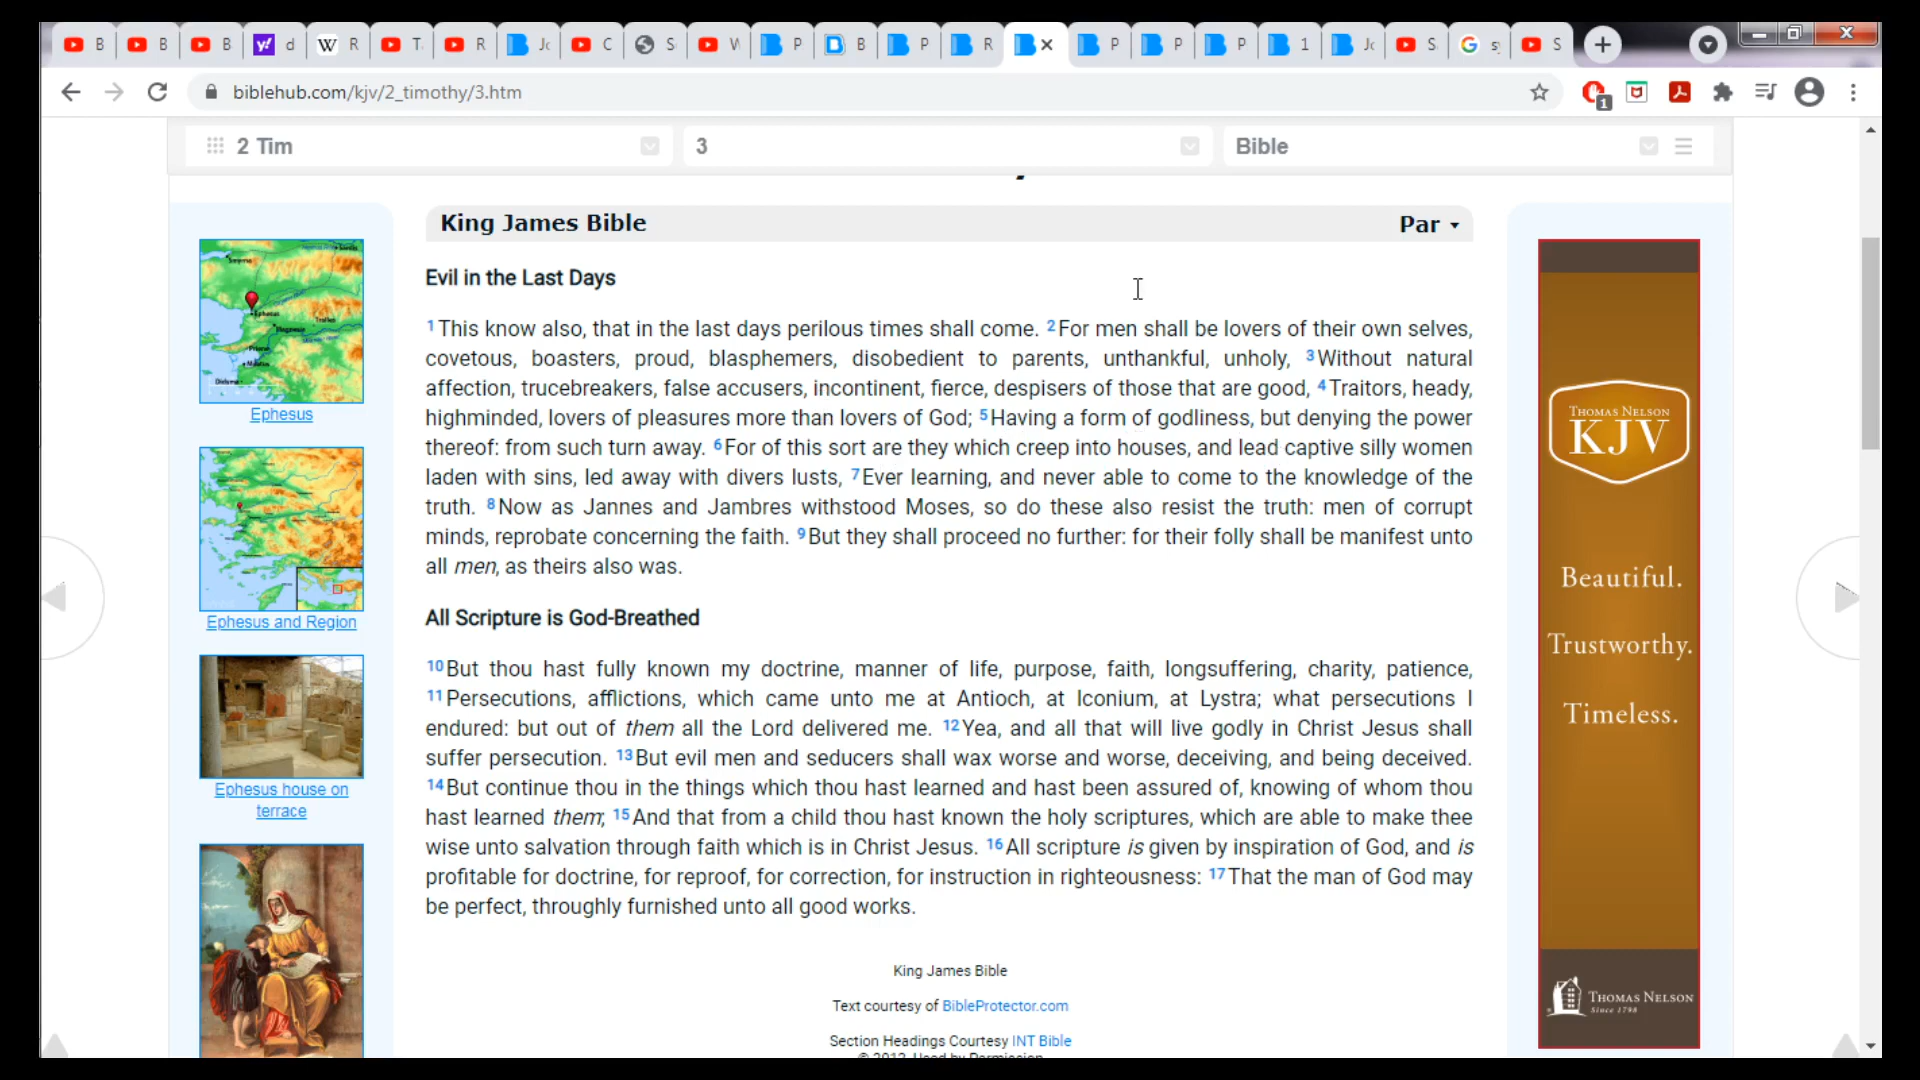 B
B
B
d
R
T
R
Jo
C
S
W
P
B
P
R
P
P
P
1
Jo
S
sy
S
biblehub.com/kjv/2_timothy/3.htm
1
2 Tim
3
Bible
King James Bible
Par
Evil in the Last Days
1This know also, that in the last days perilous times shall come. 2For men shall be lovers of their own selves,
covetous, boasters, proud, blasphemers, disobedient to parents, unthankful, unholy, 3Without natural
affection, trucebreakers, false accusers, incontinent, fierce, despisers of those that are good, 4Traitors, heady,
highminded, lovers of pleasures more than lovers of God; 5Having a form of godliness, but denying the power
thereof: from such turn away. 6For of this sort are they which creep into houses, and lead captive silly women
laden with sins, led away with divers lusts, 7Ever learning, and never able to come to the knowledge of the
truth. 8Now as Jannes and Jambres withstood Moses, so do these also resist the truth: men of corrupt
minds, reprobate concerning the faith. 9But they shall proceed no further: for their folly shall be manifest unto
all men, as theirs also was.
All Scripture is God-Breathed
10But thou hast fully known my doctrine, manner of life, purpose, faith, longsuffering, charity, patience,
11Persecutions, afflictions, which came unto me at Antioch, at Iconium, at Lystra; what persecutions I
endured: but out of them all the Lord delivered me. 12Yea, and all that will live godly in Christ Jesus shall
suffer persecution. 13But evil men and seducers shall wax worse and worse, deceiving, and being deceived.
14But continue thou in the things which thou hast learned and hast been assured of, knowing of whom thou
hast learned them; 15And that from a child thou hast known the holy scriptures, which are able to make thee
wise unto salvation through faith which is in Christ Jesus. 16All scripture is given by inspiration of God, and is
profitable for doctrine, for reproof, for correction, for instruction in righteousness: 17That the man of God may
be perfect, throughly furnished unto all good works.
King James Bible
Text courtesy of BibleProtector.com
Section Headings Courtesy INT Bible
© 2012, Used by Permission
Ephesus
Ephesus
Ephesus and Region
Ephesus house on
terrace
THOMAS NELSON
KJV
Beautiful.
Trustworthy.
Timeless.
THOMAS NELSON
Since 1798